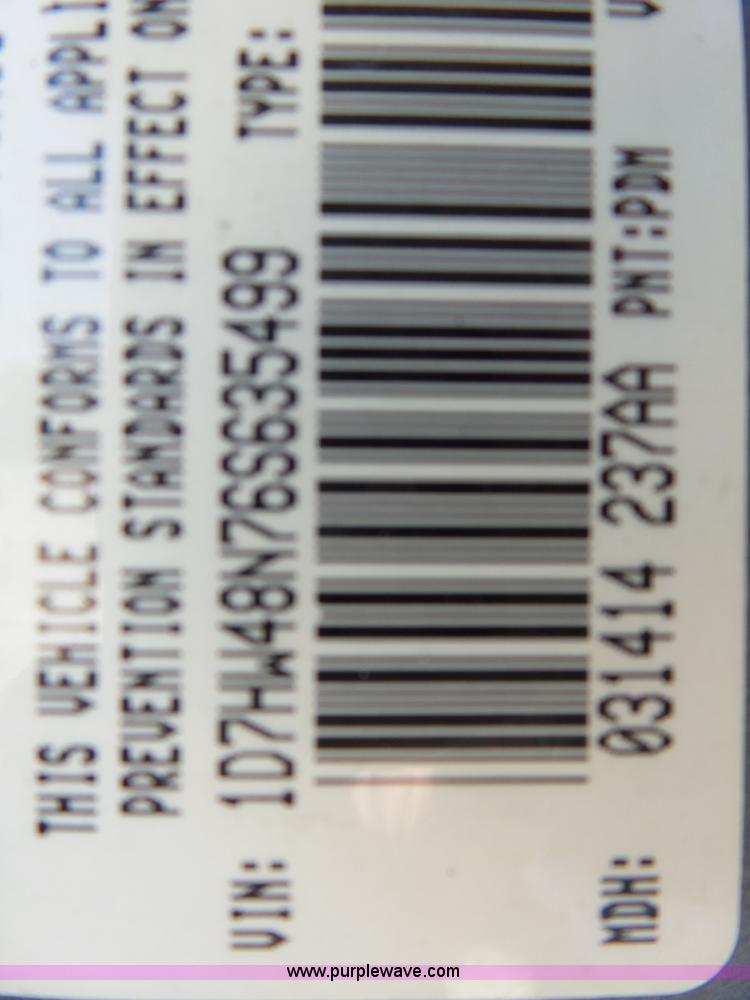 THIS VEHICLE CONFORMS TO ALL APPLI
PREVENTION STANDARDS IN EFFECT ON
VIN: 1D7HW48N76S635499 TYPE:
MDH: 031414 237AA PNT:PDM V
www.purplewave.com